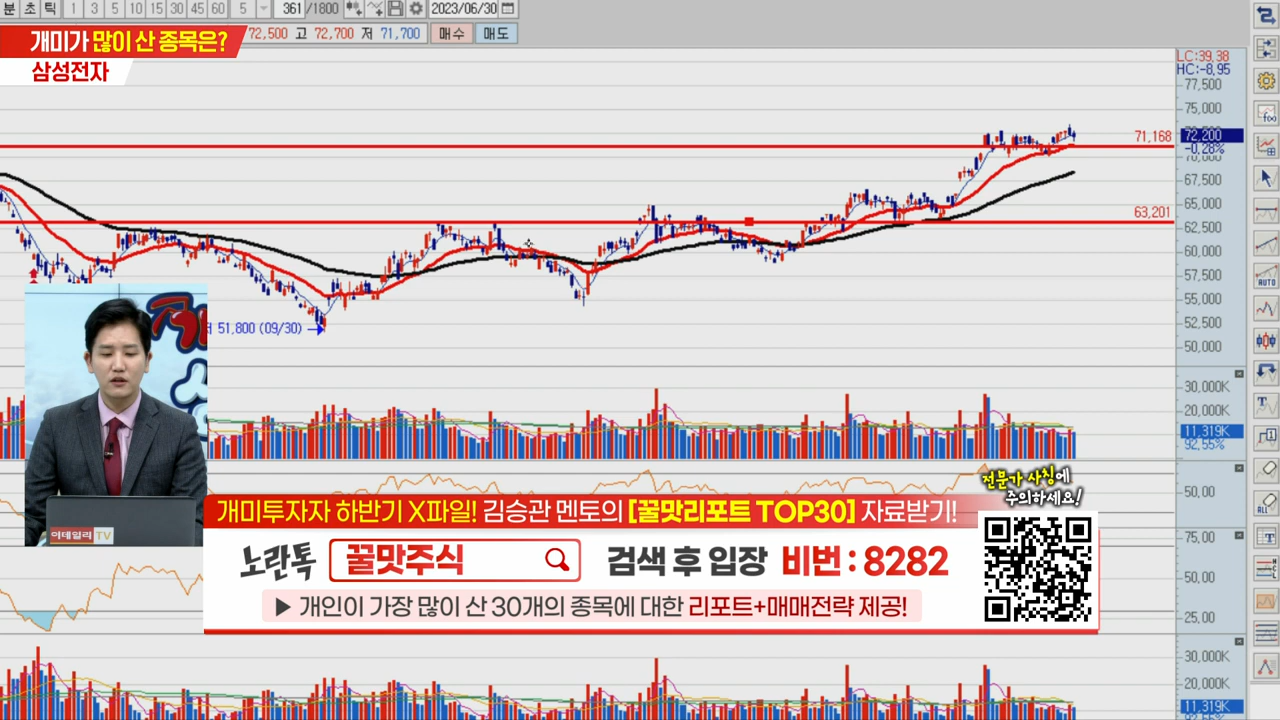 분 초 틱 1 3 5 10 15 30 45 60 5 361 /1800 2023/06/30
개미가 많이 산 종목은?
72,500 고 72,700 저 71,700 매수 매도
삼성전자
LC:39,38
HC:-8,95
77,500
75,000
71,168
72,200
-0,28%
70,000
67,500
65,000
63,201
62,500
60,000
57,500
55,000
51,800 (09/30)
52,500
50,000
30,000K
20,000K
11,319K
92,55%
50,00
전문가 사칭에
주의하세요!
개미투자자 하반기 X파일! 김승관 멘토의 [꿀맛리포트 TOP30] 자료받기!
이데일리TV
75,00
노란톡 꿀맛주식 검색 후 입장 비번 : 8282
50,00
▶ 개인이 가장 많이 산 30개의 종목에 대한 리포트+매매전략 제공!
25,00
30,000K
20,000K
11,319K